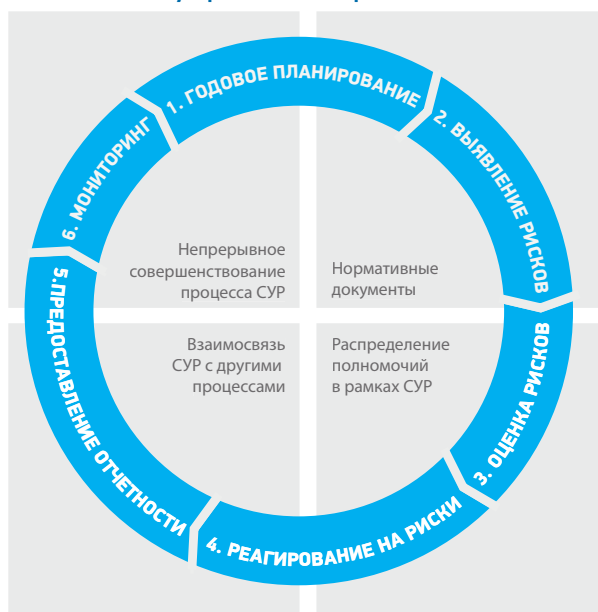 1. ГОДОВОЕ ПЛАНИРОВАНИЕ
2. ВЫЯВЛЕНИЕ РИСКОВ
3. ОЦЕНКА РИСКОВ
4. РЕАГИРОВАНИЕ НА РИСКИ
5.ПРЕДОСТАВЛЕНИЕ ОТЧЕТНОСТИ
6. МОНИТОРИНГ
Непрерывное
совершенствование
процесса СУР
Нормативные
документы
Взаимосвязь
СУР с другими
процессами
Распределение
полномочий
в рамках СУР